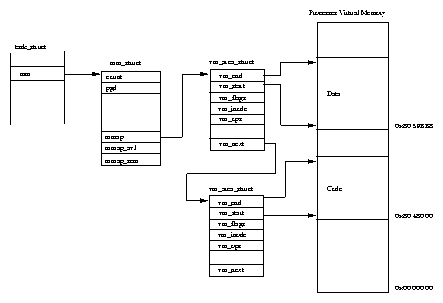 Processes Virtual Memory
task_struct
mm
mm_struct
count
pgd
mmap
mmap_avl
mmap_sem
vm_area_struct
vm_end
vm_start
vm_flags
vm_inode
vm_ops
vm_next
vm_area_struct
vm_end
vm_start
vm_flags
vm_inode
vm_ops
vm_next
Data
Code
0x8048000
0x0000000